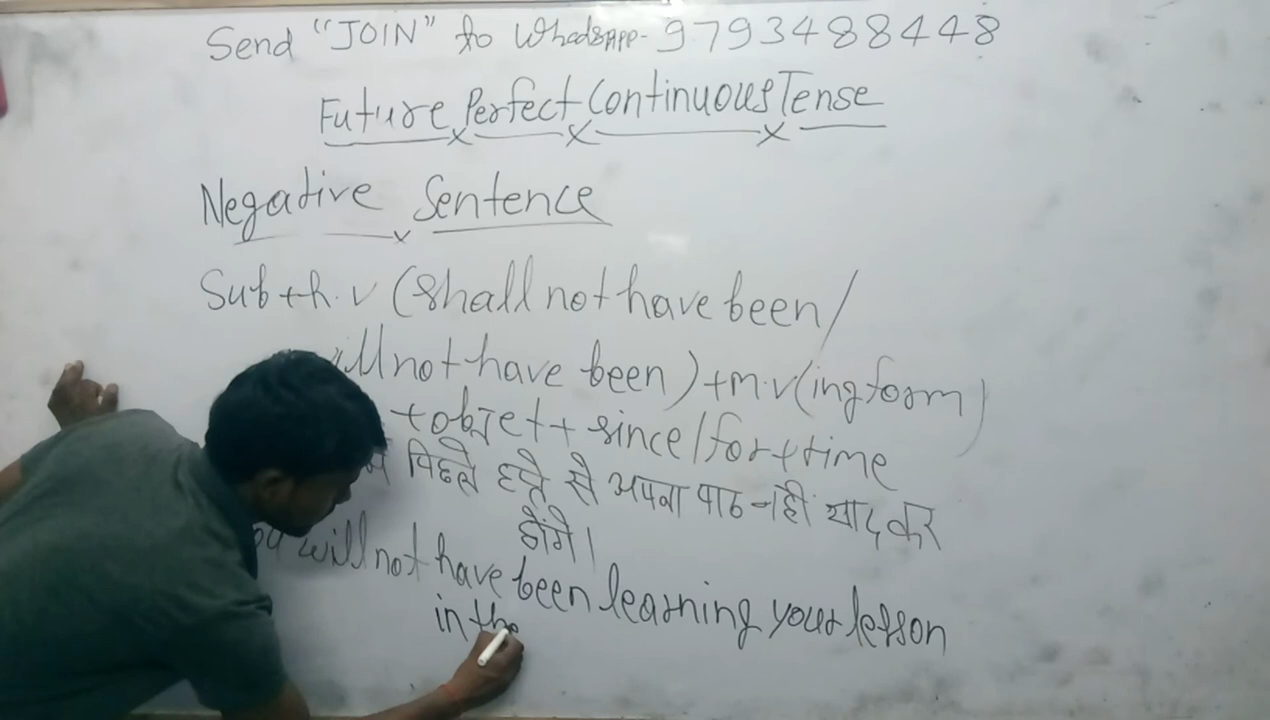 Send "JOIN" to Whatsapp- 9793488448
Future Perfect Continuous Tense
Negative Sentence
Sub + h.v (Shall not have been /
ill not have been) + m.v (ing form)
+ objet + since / for + time
पिछले हफ्ते से अपना पाठ नहीं याद कर
होंगे।
will not have been learning your lesson
in the